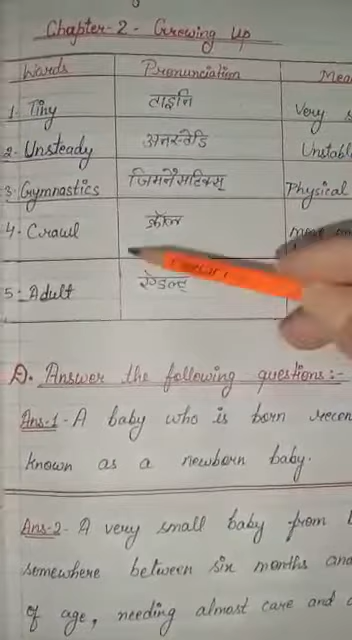 Chapter-2- Growing up
Words Pronunciation
1. Tiny टाइनि Very
2. Unsteady अनस्टेडि
3. Gymnastics जिमनैसटिक्स् Physical
4. Crawl क्रॉल
5. Adult ऐडल्ट्
D. Answer the following questions:-
Ans-1- A baby who is born
known as a newborn baby.
Ans-2- A very small baby from
somewhere between six months and
of age, needing almost care and